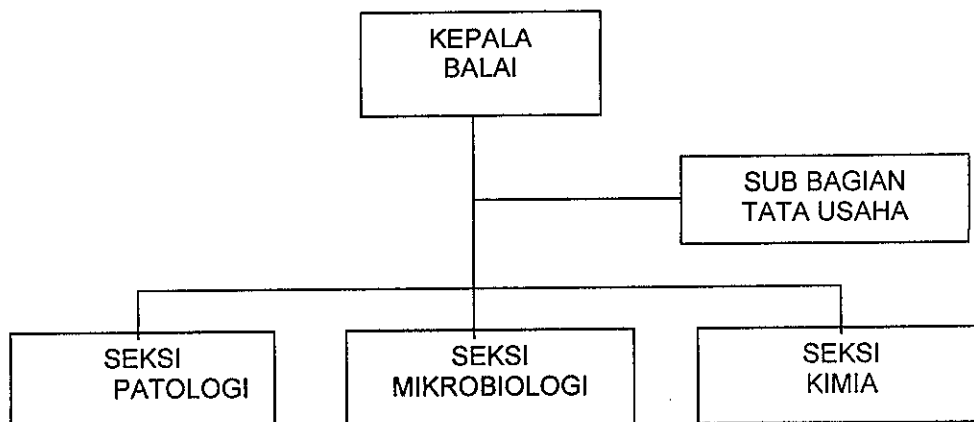 KEPALA
BALAI
SUB BAGIAN
TATA USAHA
SEKSI
PATOLOGI
SEKSI
MIKROBIOLOGI
SEKSI
KIMIA